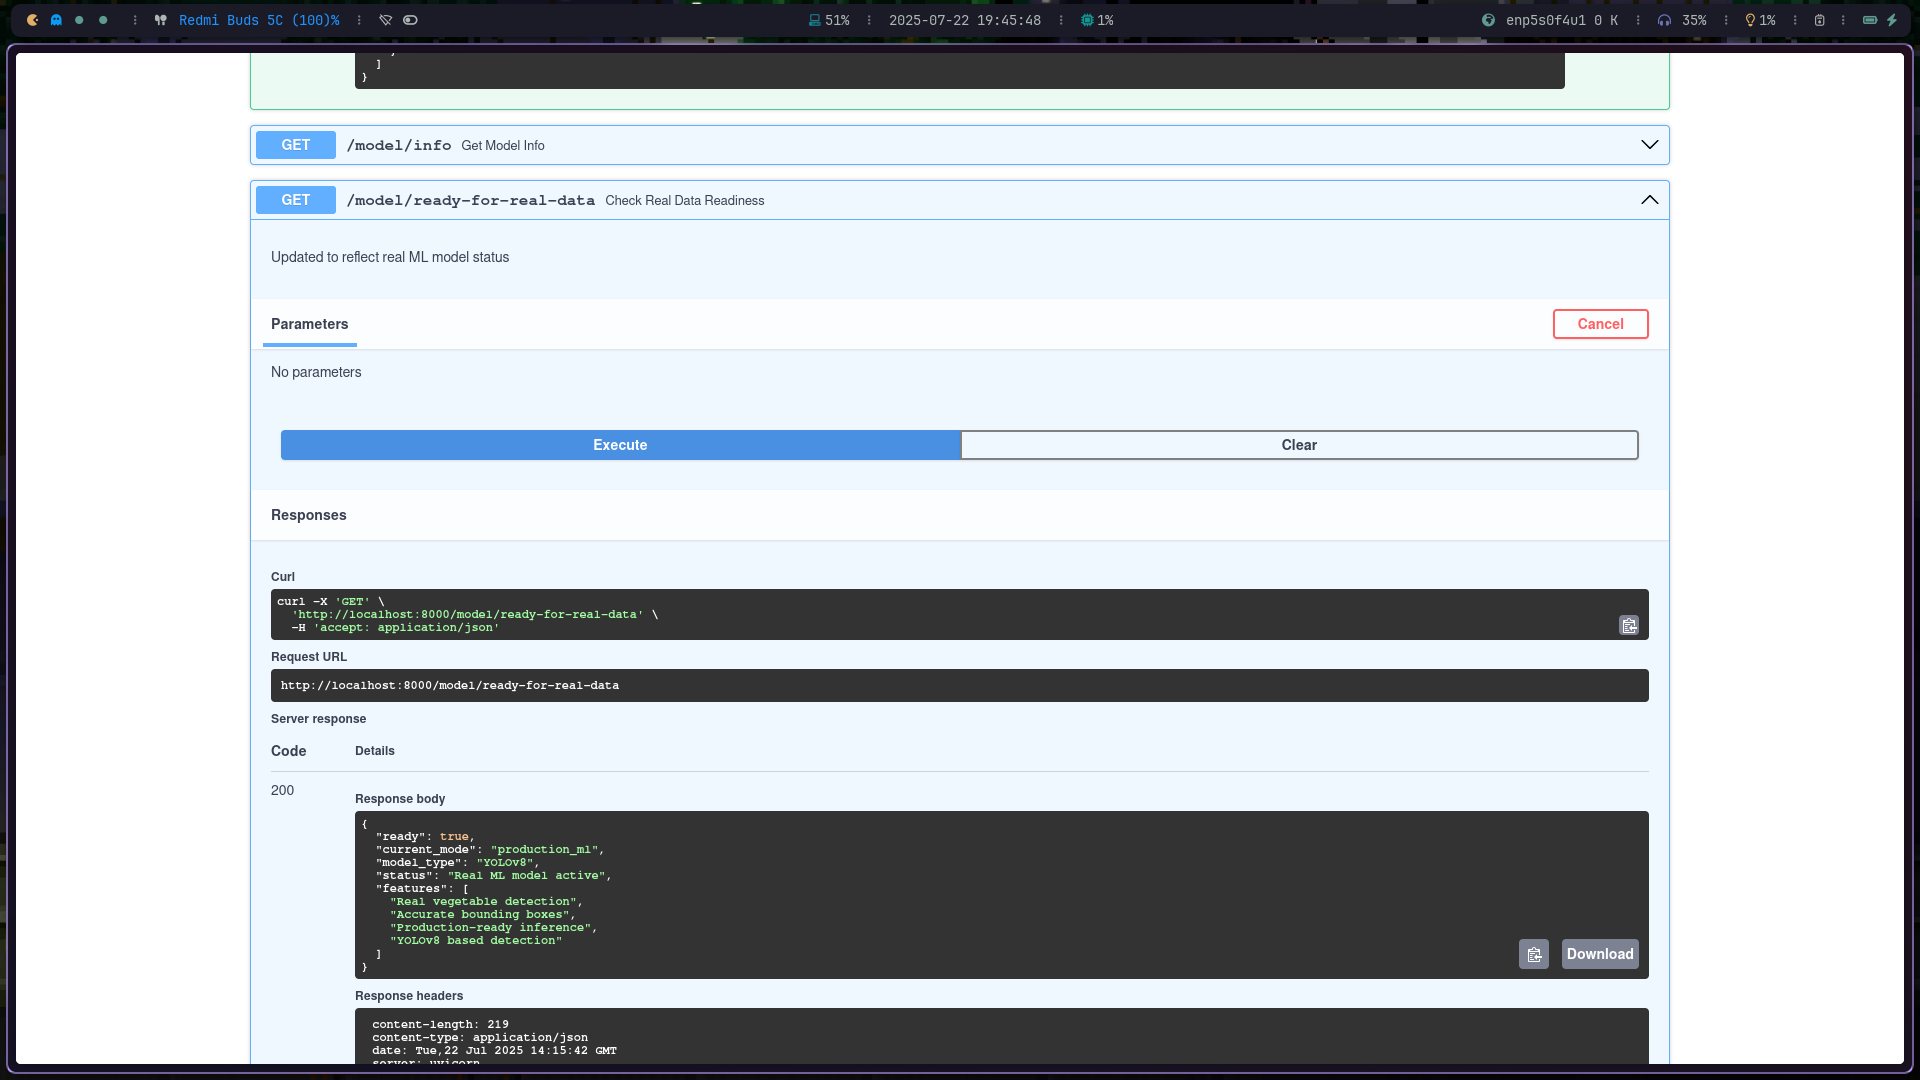 Redmi Buds 5C (100)%
51%
2025-07-22 19:45:48
1%
enp5s0f4u1 0 K
35%
1%
]
}
GET /model/info Get Model Info
GET /model/ready-for-real-data Check Real Data Readiness
Updated to reflect real ML model status
Parameters
Cancel
No parameters
Execute
Clear
Responses
Curl
curl -X 'GET' \
'http://localhost:8000/model/ready-for-real-data' \
-H 'accept: application/json'
Request URL
http://localhost:8000/model/ready-for-real-data
Server response
Code Details
200
Response body
{
"ready": true,
"current_mode": "production_ml",
"model_type": "YOLOv8",
"status": "Real ML model active",
"features": [
"Real vegetable detection",
"Accurate bounding boxes",
"Production-ready inference",
"YOLOv8 based detection"
]
}
Download
Response headers
content-length: 219
content-type: application/json
date: Tue,22 Jul 2025 14:15:42 GMT
server: uvicorn